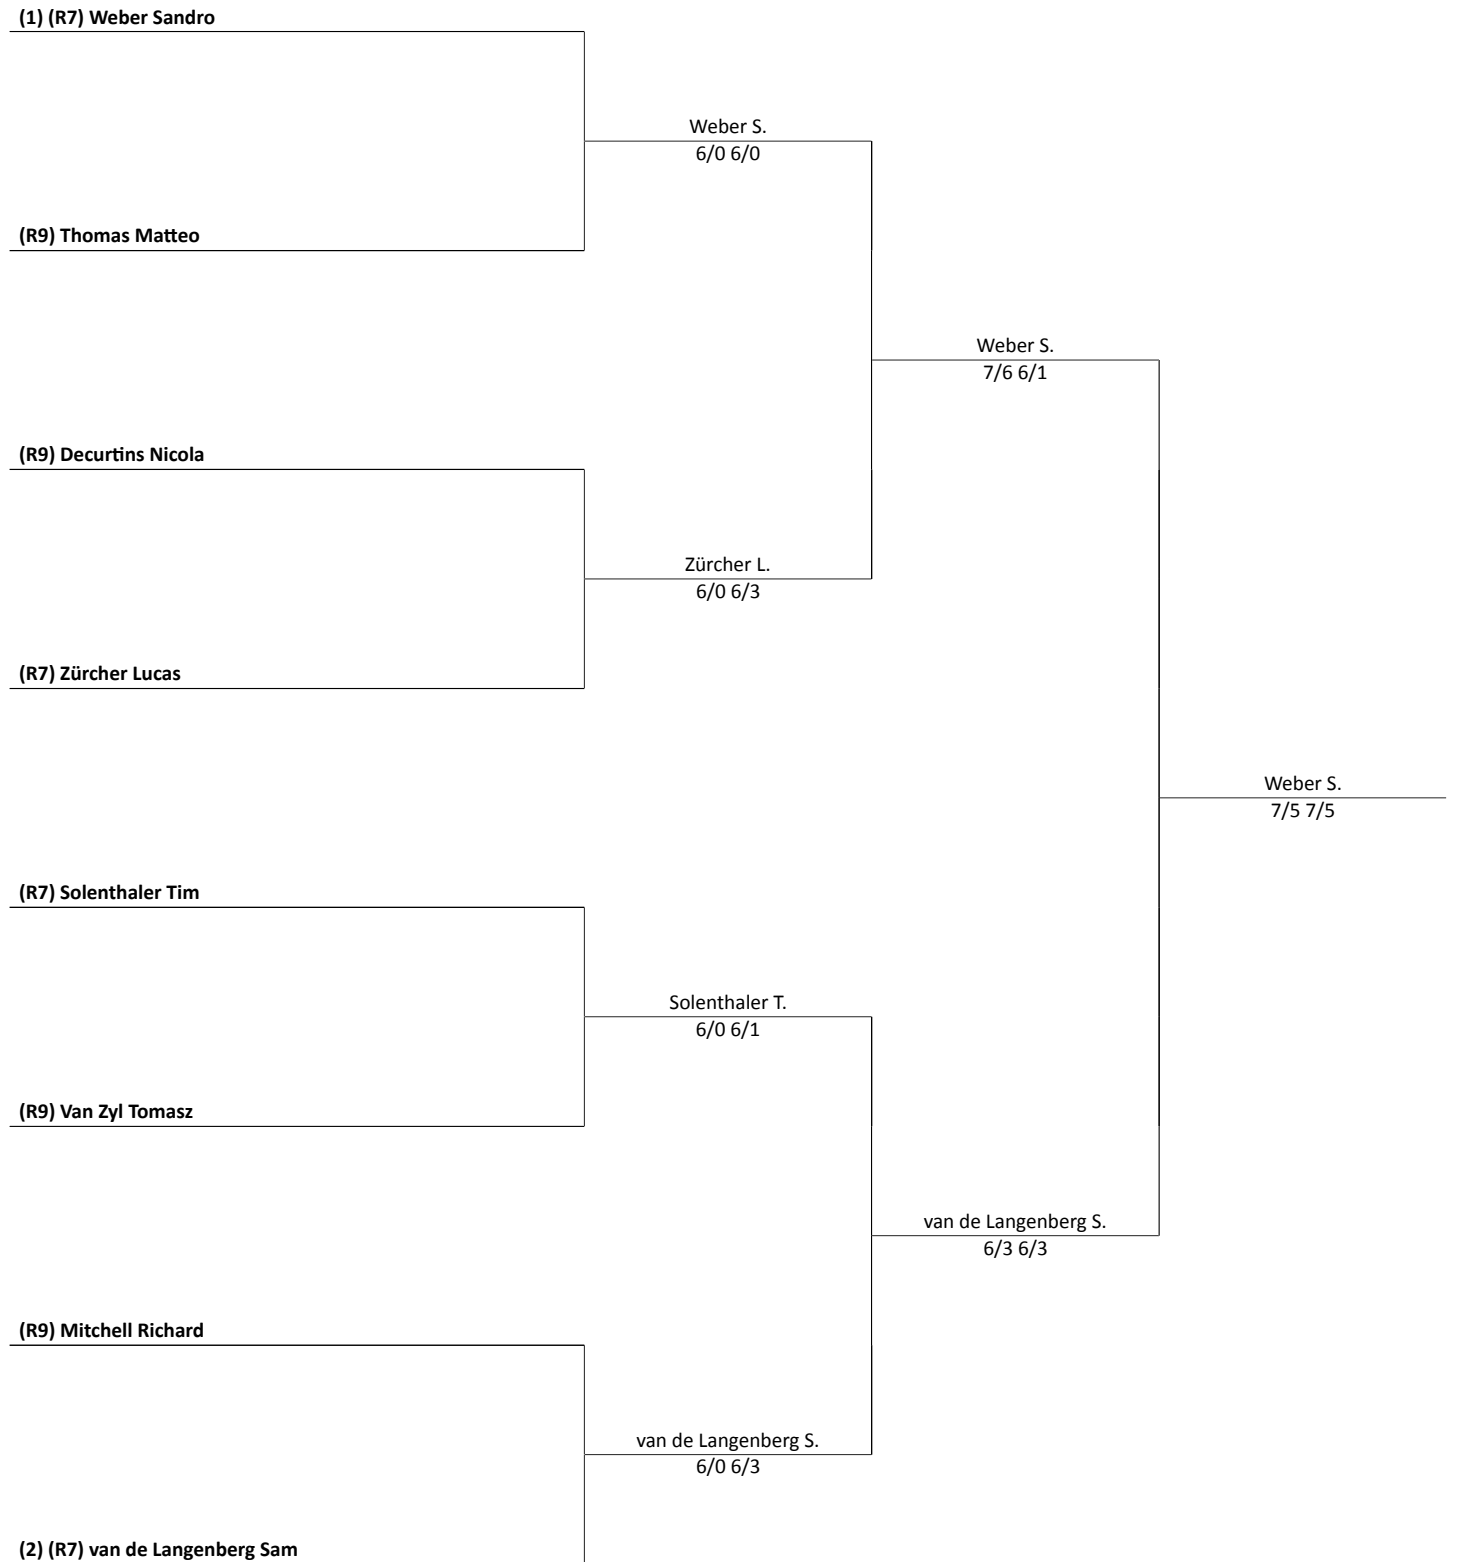 (1) (R7) Weber Sandro
Weber S.
6/0 6/0
(R9) Thomas Matteo
Weber S.
7/6 6/1
(R9) Decurtins Nicola
Zürcher L.
6/0 6/3
(R7) Zürcher Lucas
Weber S.
7/5 7/5
(R7) Solenthaler Tim
Solenthaler T.
6/0 6/1
(R9) Van Zyl Tomasz
van de Langenberg S.
6/3 6/3
(R9) Mitchell Richard
van de Langenberg S.
6/0 6/3
(2) (R7) van de Langenberg Sam